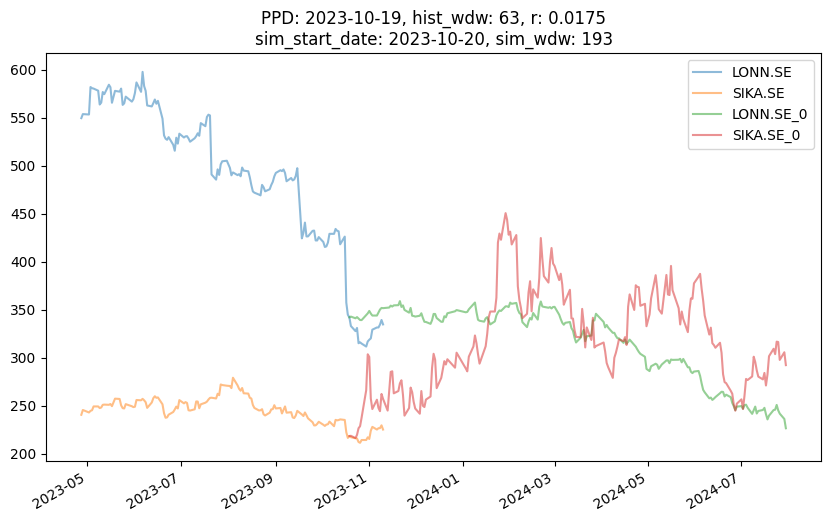 PPD: 2023-10-19, hist_wdw: 63, r: 0.0175
sim_start_date: 2023-10-20, sim_wdw: 193
600
550
500
450
400
350
300
250
200
LONN.SE
SIKA.SE
LONN.SE_0
SIKA.SE_0
2023-05
2023-07
2023-09
2023-11
2024-01
2024-03
2024-05
2024-07